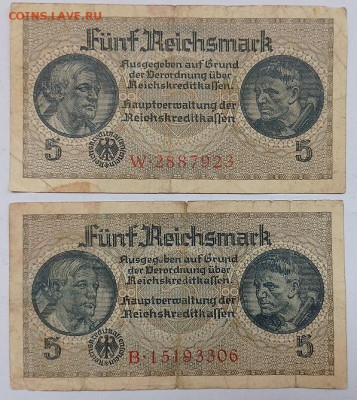 COINSS.LAVE.RU
Fünf Reichsmark
Ausgegeben auf Grund
der Verordnung über
Reichskreditkassen
Hauptverwaltung der
Reichskreditkassen
5 5
W·2887923
Fünf Reichsmark
Ausgegeben auf Grund
der Verordnung über
Reichskreditkassen
Hauptverwaltung der
Reichskreditkassen
5 5
B·15193306